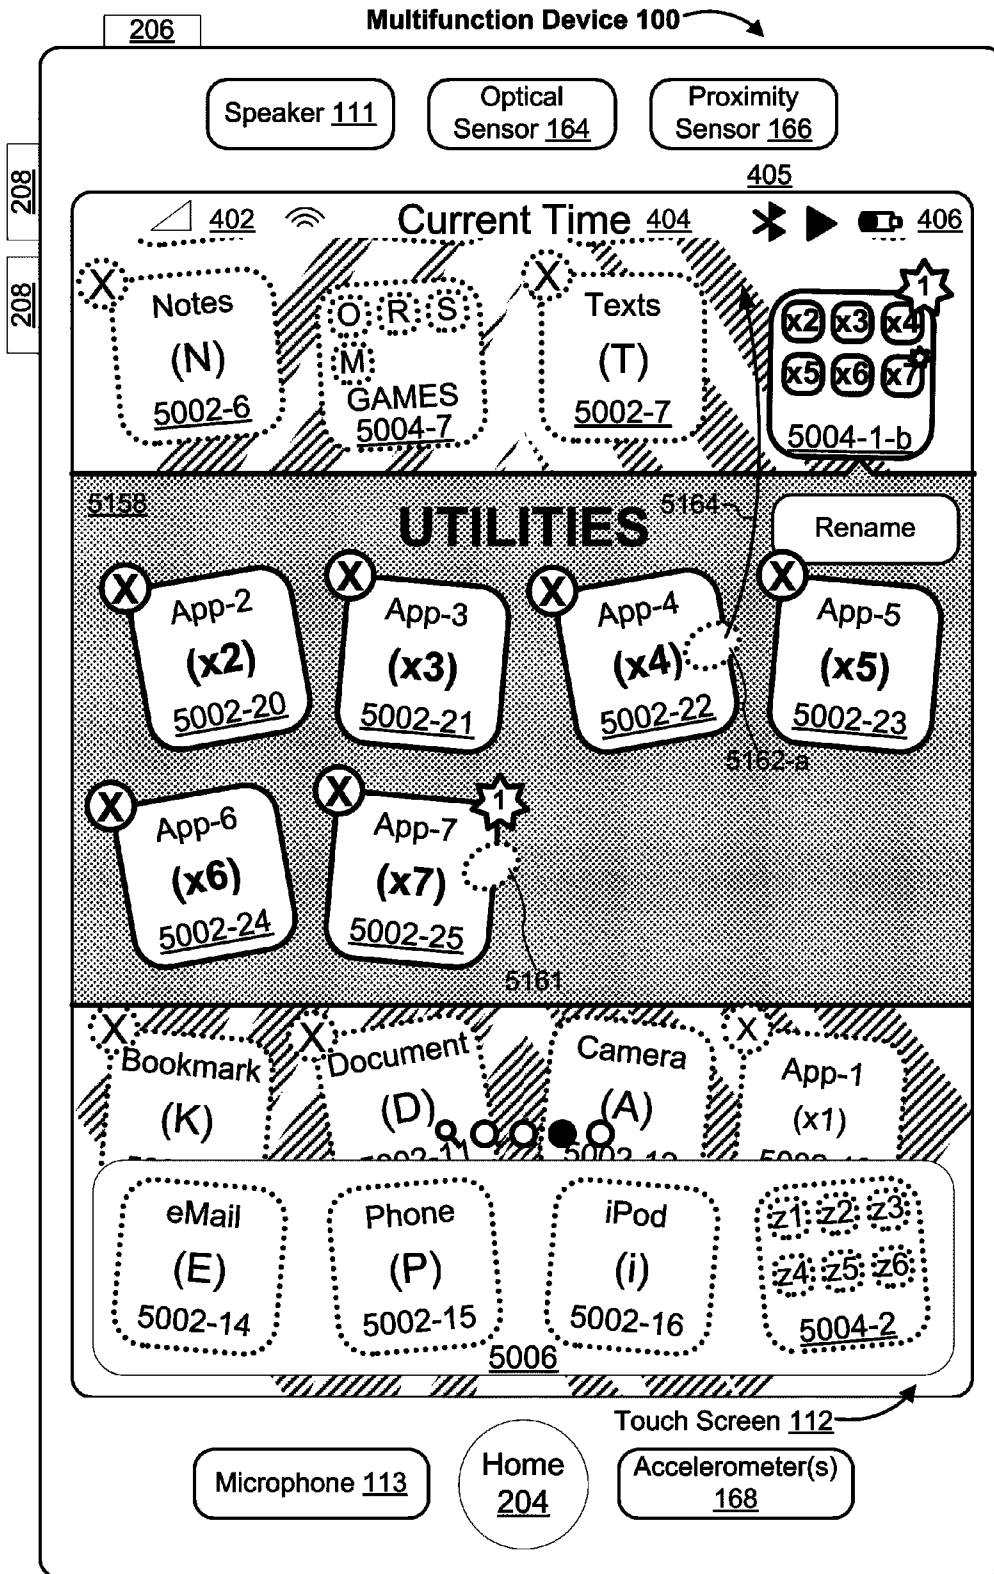 Multifunction Device 100
206
Speaker 111
Optical
Sensor 164
Proximity
Sensor 166
208
208
405
402
Current Time
404
406
X
Notes
(N)
5002-6
O R S
M
GAMES
5004-7
X
Texts
(T)
5002-7
1
x2 x3 x4
x5 x6 x7
5004-1-b
5158
UTILITIES
5164
Rename
X
App-2
(x2)
5002-20
X
App-3
(x3)
5002-21
X
App-4
(x4)
5002-22
X
App-5
(x5)
5002-23
5162-a
X
App-6
(x6)
5002-24
X
1
App-7
(x7)
5002-25
5161
X
Bookmark
(K)
X
Document
(D)
5002-11
Camera
(A)
X
App-1
(x1)
eMail
(E)
5002-14
Phone
(P)
5002-15
iPod
(i)
5002-16
z1 z2 z3
z4 z5 z6
5004-2
5006
Touch Screen 112
Microphone 113
Home
204
Accelerometer(s)
168